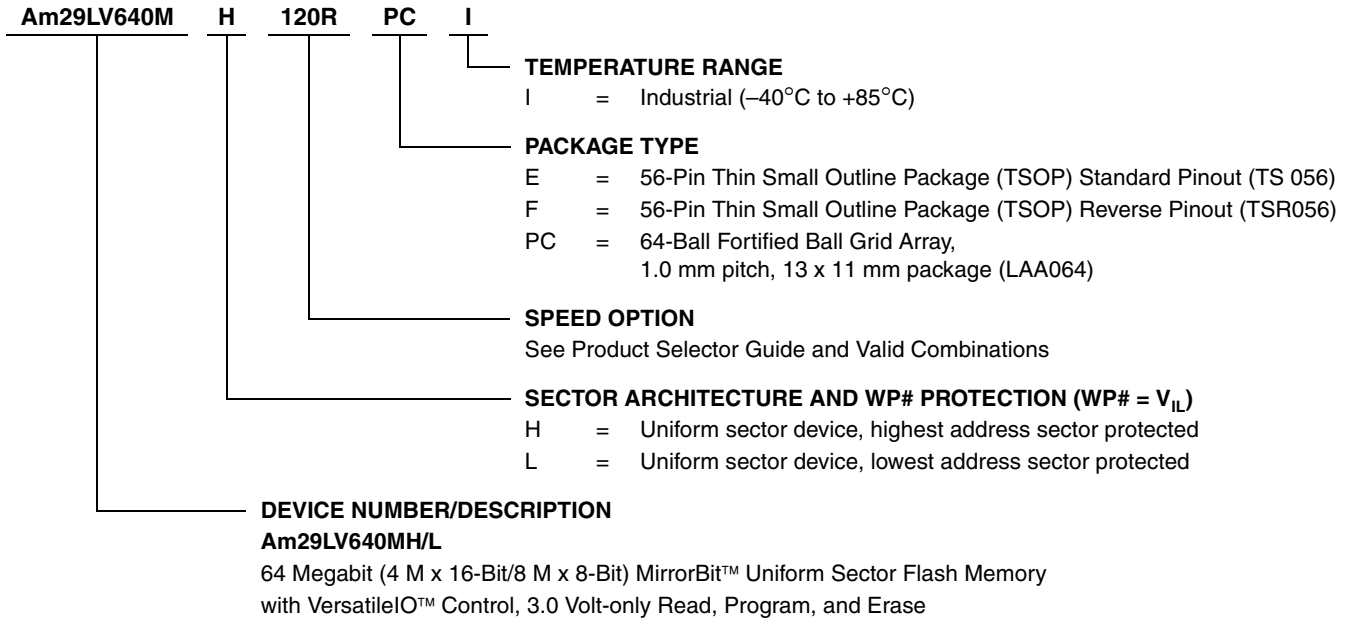 Am29LV640M H 120R PC I
TEMPERATURE RANGE
I = Industrial (–40°C to +85°C)
PACKAGE TYPE
E = 56-Pin Thin Small Outline Package (TSOP) Standard Pinout (TS 056)
F = 56-Pin Thin Small Outline Package (TSOP) Reverse Pinout (TSR056)
PC = 64-Ball Fortified Ball Grid Array,
1.0 mm pitch, 13 x 11 mm package (LAA064)
SPEED OPTION
See Product Selector Guide and Valid Combinations
SECTOR ARCHITECTURE AND WP# PROTECTION (WP# = VIL)
H = Uniform sector device, highest address sector protected
L = Uniform sector device, lowest address sector protected
DEVICE NUMBER/DESCRIPTION
Am29LV640MH/L
64 Megabit (4 M x 16-Bit/8 M x 8-Bit) MirrorBit™ Uniform Sector Flash Memory
with VersatileIO™ Control, 3.0 Volt-only Read, Program, and Erase